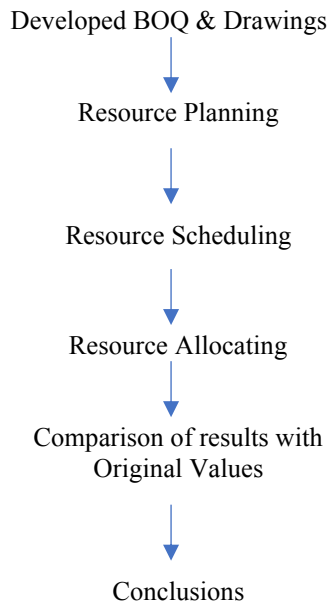 Developed BOQ & Drawings
Resource Planning
Resource Scheduling
Resource Allocating
Comparison of results with
Original Values
Conclusions